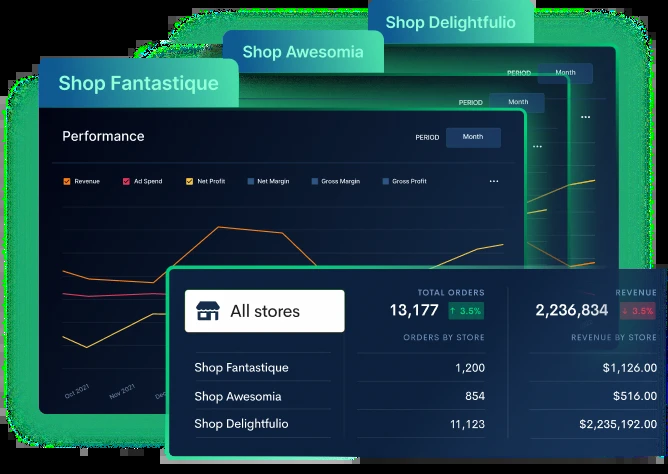 Shop Delightfulio
Shop Awesomia
Shop Fantastique
PERIOD Month
PERIOD Month
Performance PERIOD Month
Revenue Ad Spend Net Profit Net Margin Gross Margin Gross Profit
All stores
TOTAL ORDERS REVENUE
13,177 ↑ 3.5% 2,236,834 ↓ 3.5%
ORDERS BY STORE REVENUE BY STORE
Shop Fantastique 1,200 $1,126.00
Shop Awesomia 854 $516.00
Shop Delightfulio 11,123 $2,235,192.00
Oct 2021 Nov 2021